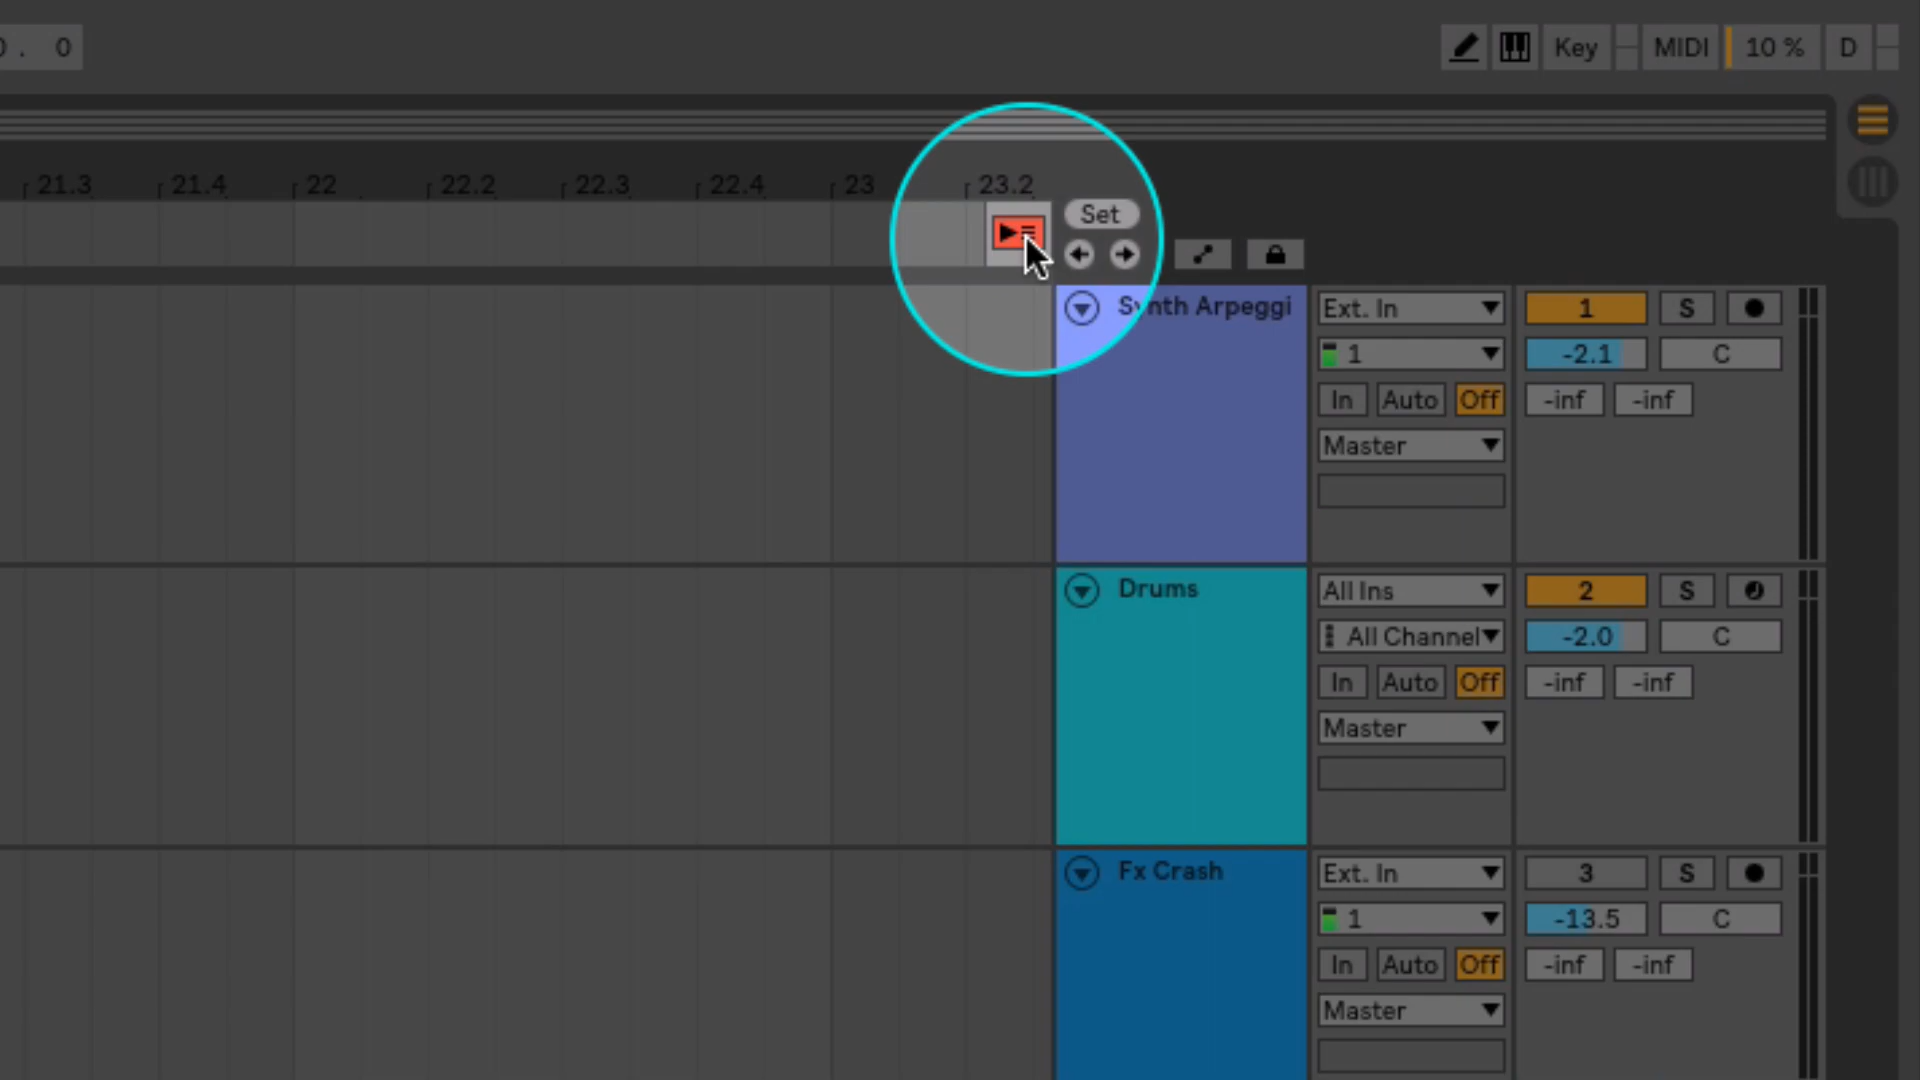 0. 0 Key MIDI 10 % D
21.3 21.4 22 22.2 22.3 22.4 23 23.2
Set
Synth Arpeggi Ext. In 1 S
1 -2.1 C
In Auto Off -inf -inf
Master
Drums All Ins 2 S
All Channel -2.0 C
In Auto Off -inf -inf
Master
Fx Crash Ext. In 3 S
1 -13.5 C
In Auto Off -inf -inf
Master